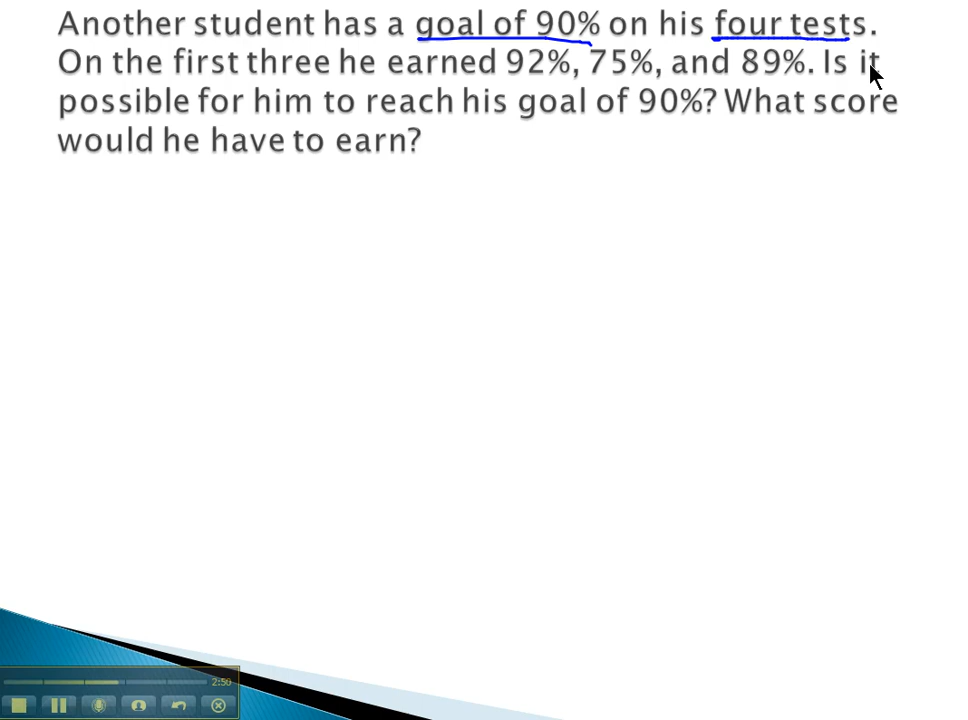 Another student has a goal of 90% on his four tests.
On the first three he earned 92%, 75%, and 89%. Is it
possible for him to reach his goal of 90%? What score
would he have to earn?
2:50